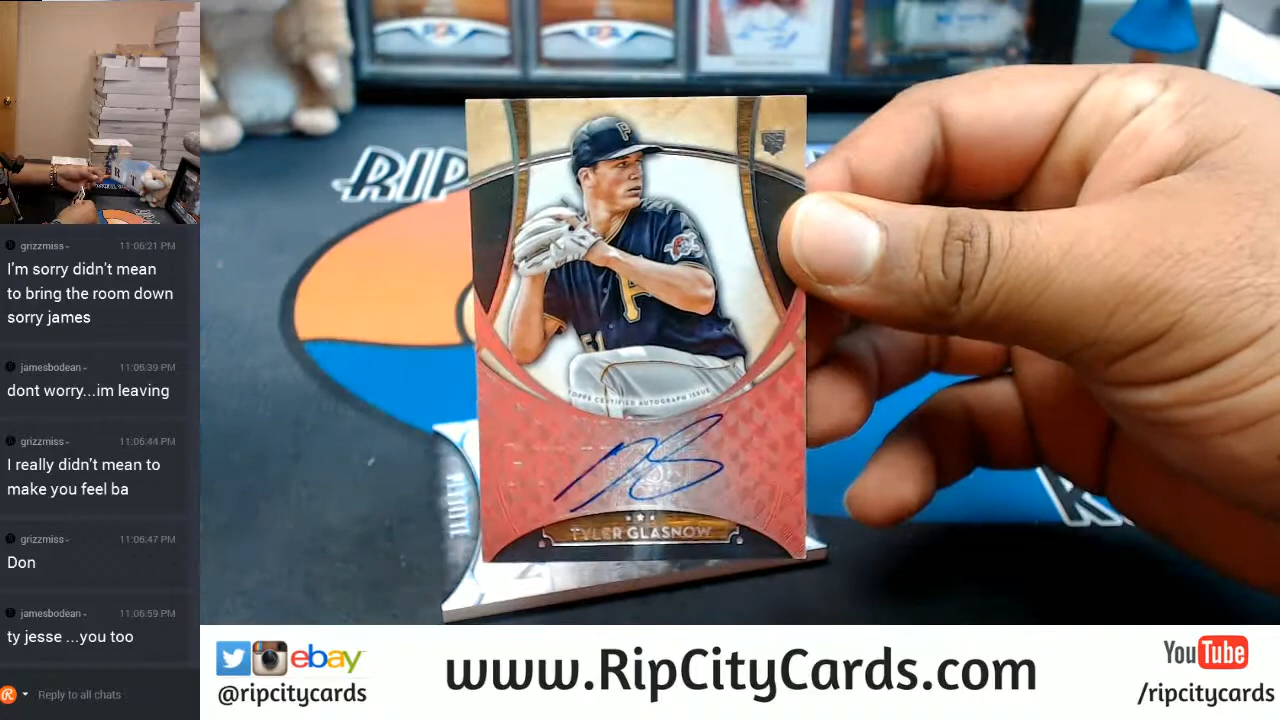 grizzmiss- 11:06:21 PM
I'm sorry didn't mean
to bring the room down
sorry james
jamesbodean- 11:06:39 PM
dont worry...im leaving
grizzmiss- 11:06:44 PM
I really didn't mean to
make you feel ba
grizzmiss- 11:06:47 PM
Don
jamesbodean- 11:06:59 PM
ty jesse ...you too
Reply to all chats
RIP
P
51
TOPPS CERTIFIED AUTOGRAPH ISSUE
TYLER GLASNOW
ebay
@ripcitycards
www.RipCityCards.com
YouTube
/ripcitycards